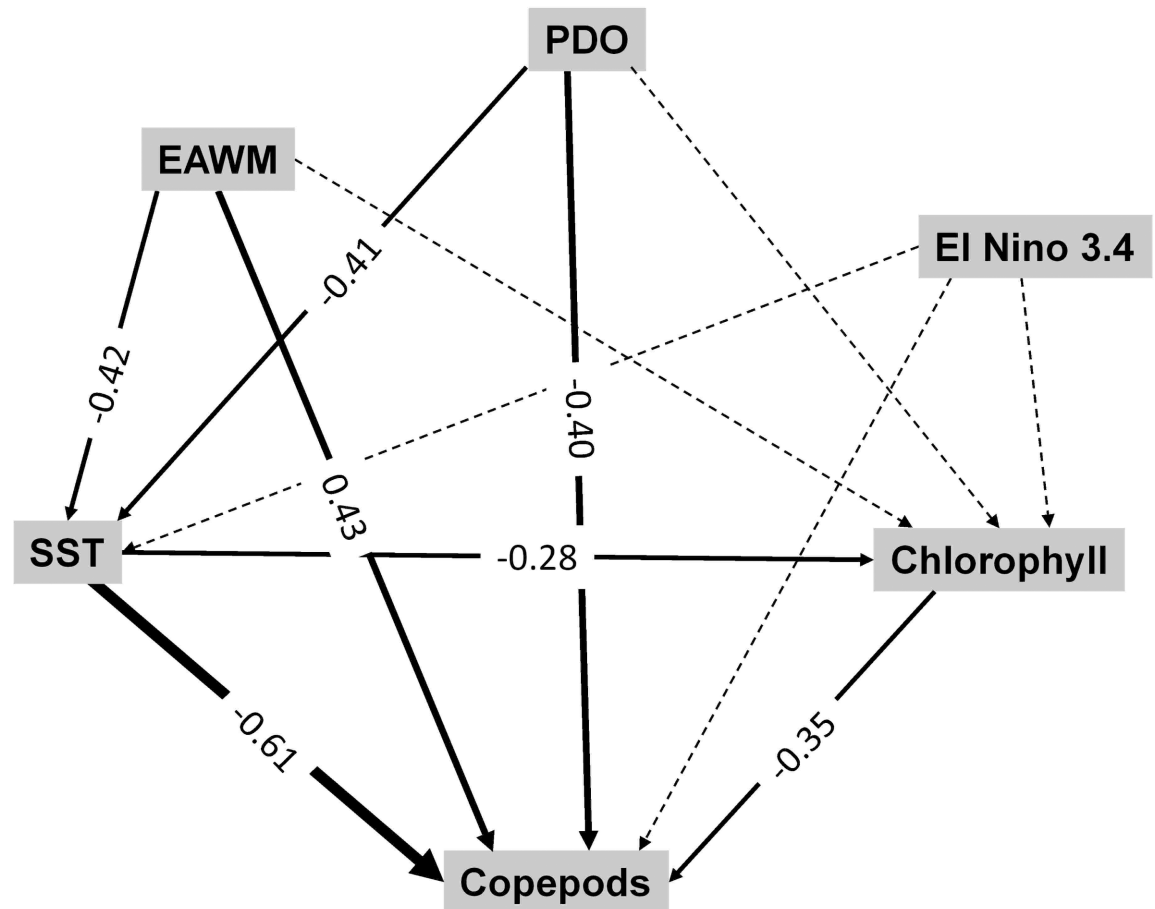 PDO
EAWM
El Nino 3.4
-0.41
-0.42
-0.40
0.43
SST
-0.28
Chlorophyll
-0.61
-0.35
Copepods